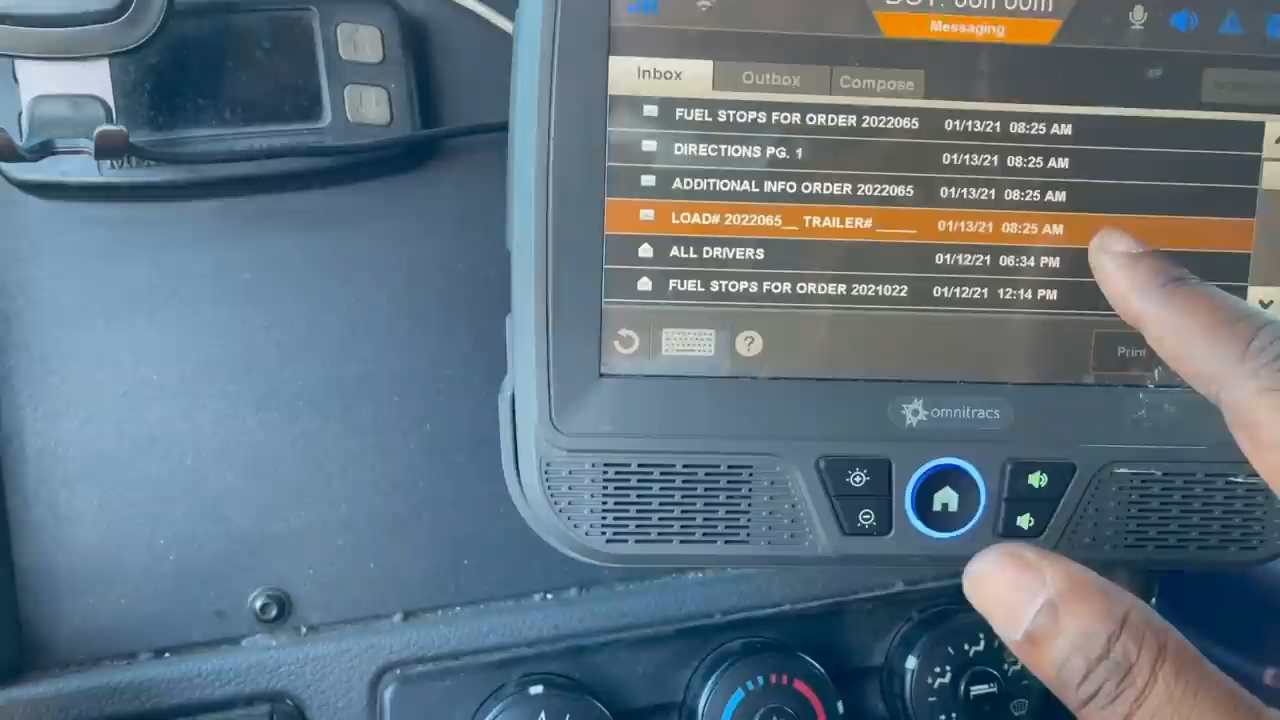 Messaging
Inbox
Outbox
Compose
FUEL STOPS FOR ORDER 2022065 01/13/21 08:25 AM
DIRECTIONS PG. 1 01/13/21 08:25 AM
ADDITIONAL INFO ORDER 2022065 01/13/21 08:25 AM
LOAD# 2022065__ TRAILER# _____ 01/13/21 08:25 AM
ALL DRIVERS 01/12/21 06:34 PM
FUEL STOPS FOR ORDER 2021022 01/12/21 12:14 PM
?
Print
omnitracs